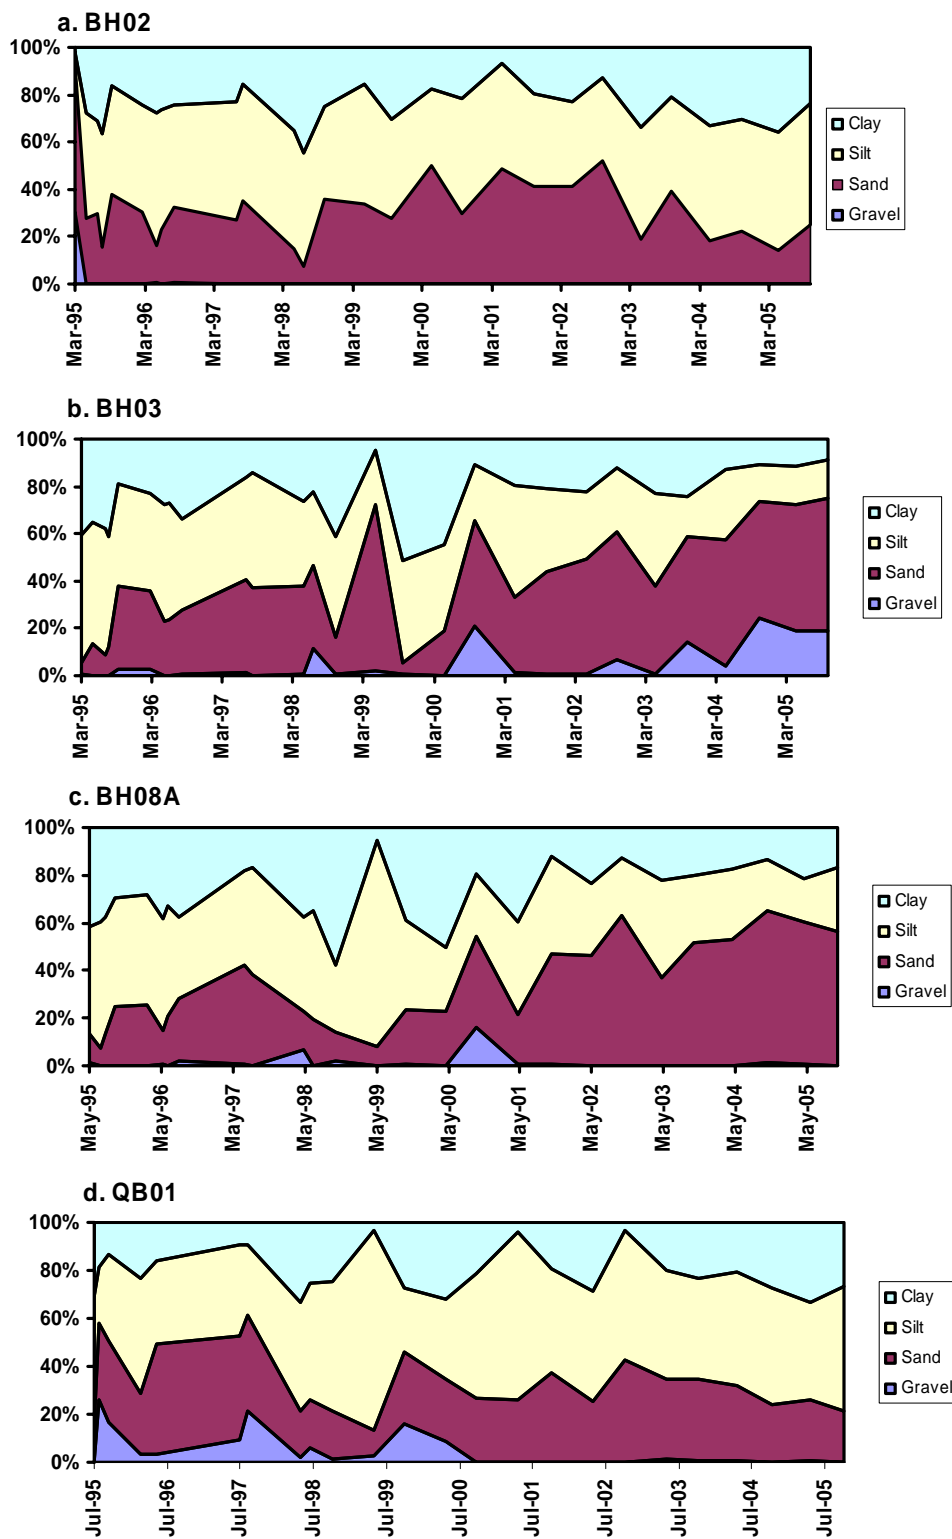 a. BH02
100%
80%
60%
40%
20%
0%
Mar-95
Mar-96
Mar-97
Mar-98
Mar-99
Mar-00
Mar-01
Mar-02
Mar-03
Mar-04
Mar-05
Clay
Silt
Sand
Gravel
b. BH03
100%
80%
60%
40%
20%
0%
Mar-95
Mar-96
Mar-97
Mar-98
Mar-99
Mar-00
Mar-01
Mar-02
Mar-03
Mar-04
Mar-05
Clay
Silt
Sand
Gravel
c. BH08A
100%
80%
60%
40%
20%
0%
May-95
May-96
May-97
May-98
May-99
May-00
May-01
May-02
May-03
May-04
May-05
Clay
Silt
Sand
Gravel
d. QB01
100%
80%
60%
40%
20%
0%
Jul-95
Jul-96
Jul-97
Jul-98
Jul-99
Jul-00
Jul-01
Jul-02
Jul-03
Jul-04
Jul-05
Clay
Silt
Sand
Gravel